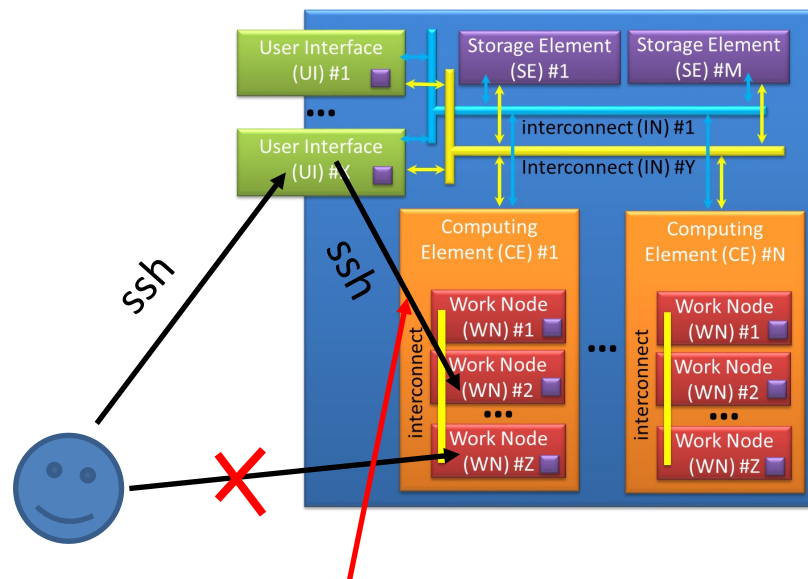 User Interface
(UI) #1
Storage Element
(SE) #1
Storage Element
(SE) #M
...
interconnect (IN) #1
User Interface
(UI) #X
Interconnect (IN) #Y
Computing
Element (CE) #1
Computing
Element (CE) #N
ssh
ssh
interconnect
Work Node
(WN) #1
Work Node
(WN) #2
...
Work Node
(WN) #Z
...
interconnect
Work Node
(WN) #1
Work Node
(WN) #2
...
Work Node
(WN) #Z